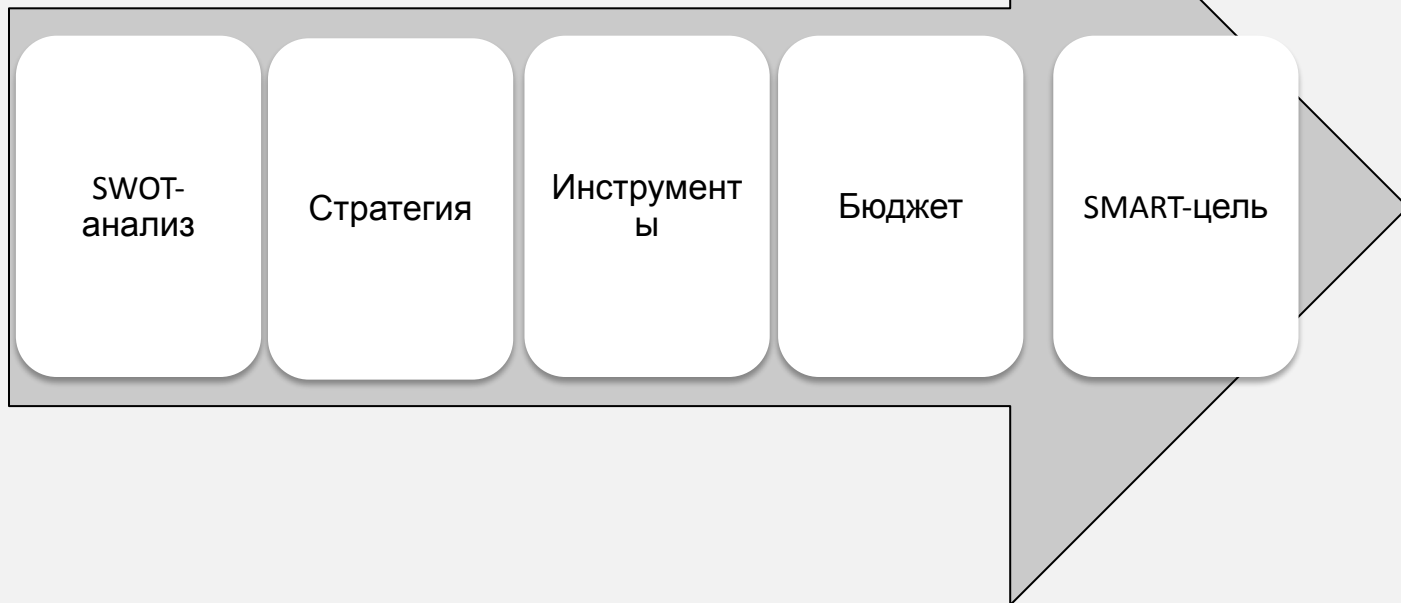 SWOT-
анализ
Стратегия
Инструмент
ы
Бюджет
SMART-цель